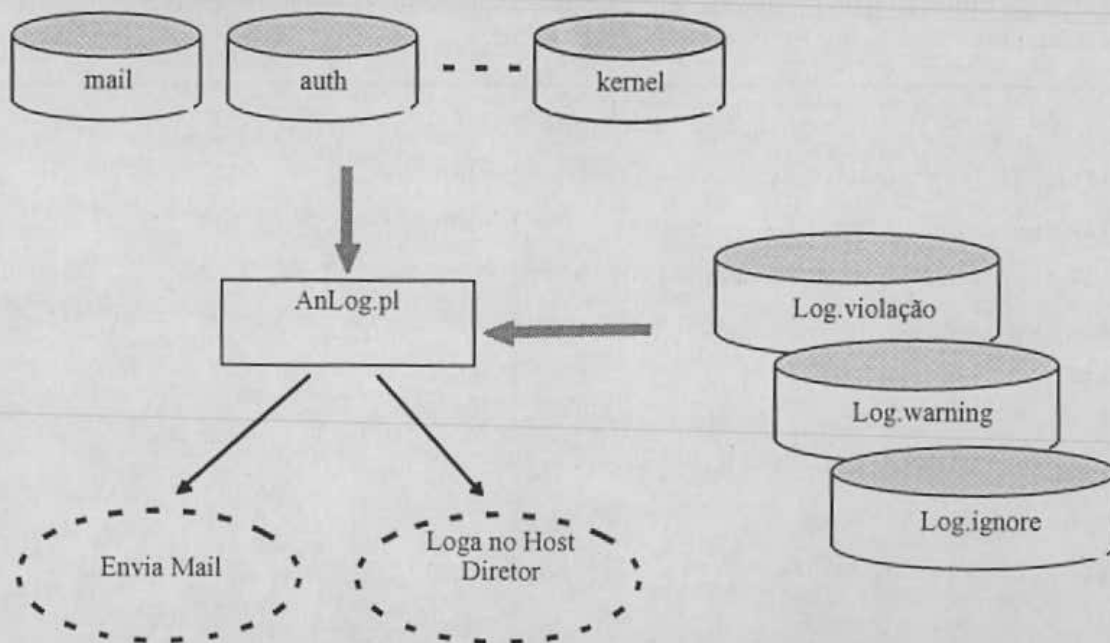 mail
auth
kernel
AnLog.pl
Log.violação
Log.warning
Log.ignore
Envia Mail
Loga no Host
Diretor